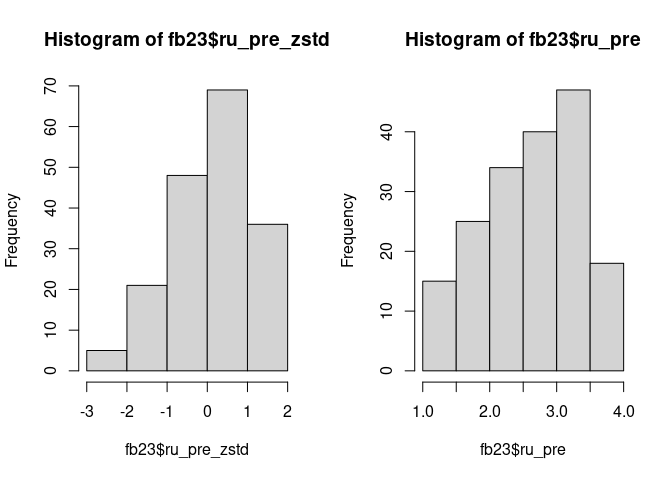 Histogram of fb23$ru_pre_zstd
Frequency
70
60
50
40
30
20
10
0
-3 -2 -1 0 1 2
fb23$ru_pre_zstd
Histogram of fb23$ru_pre
Frequency
40
30
20
10
0
1.0 2.0 3.0 4.0
fb23$ru_pre